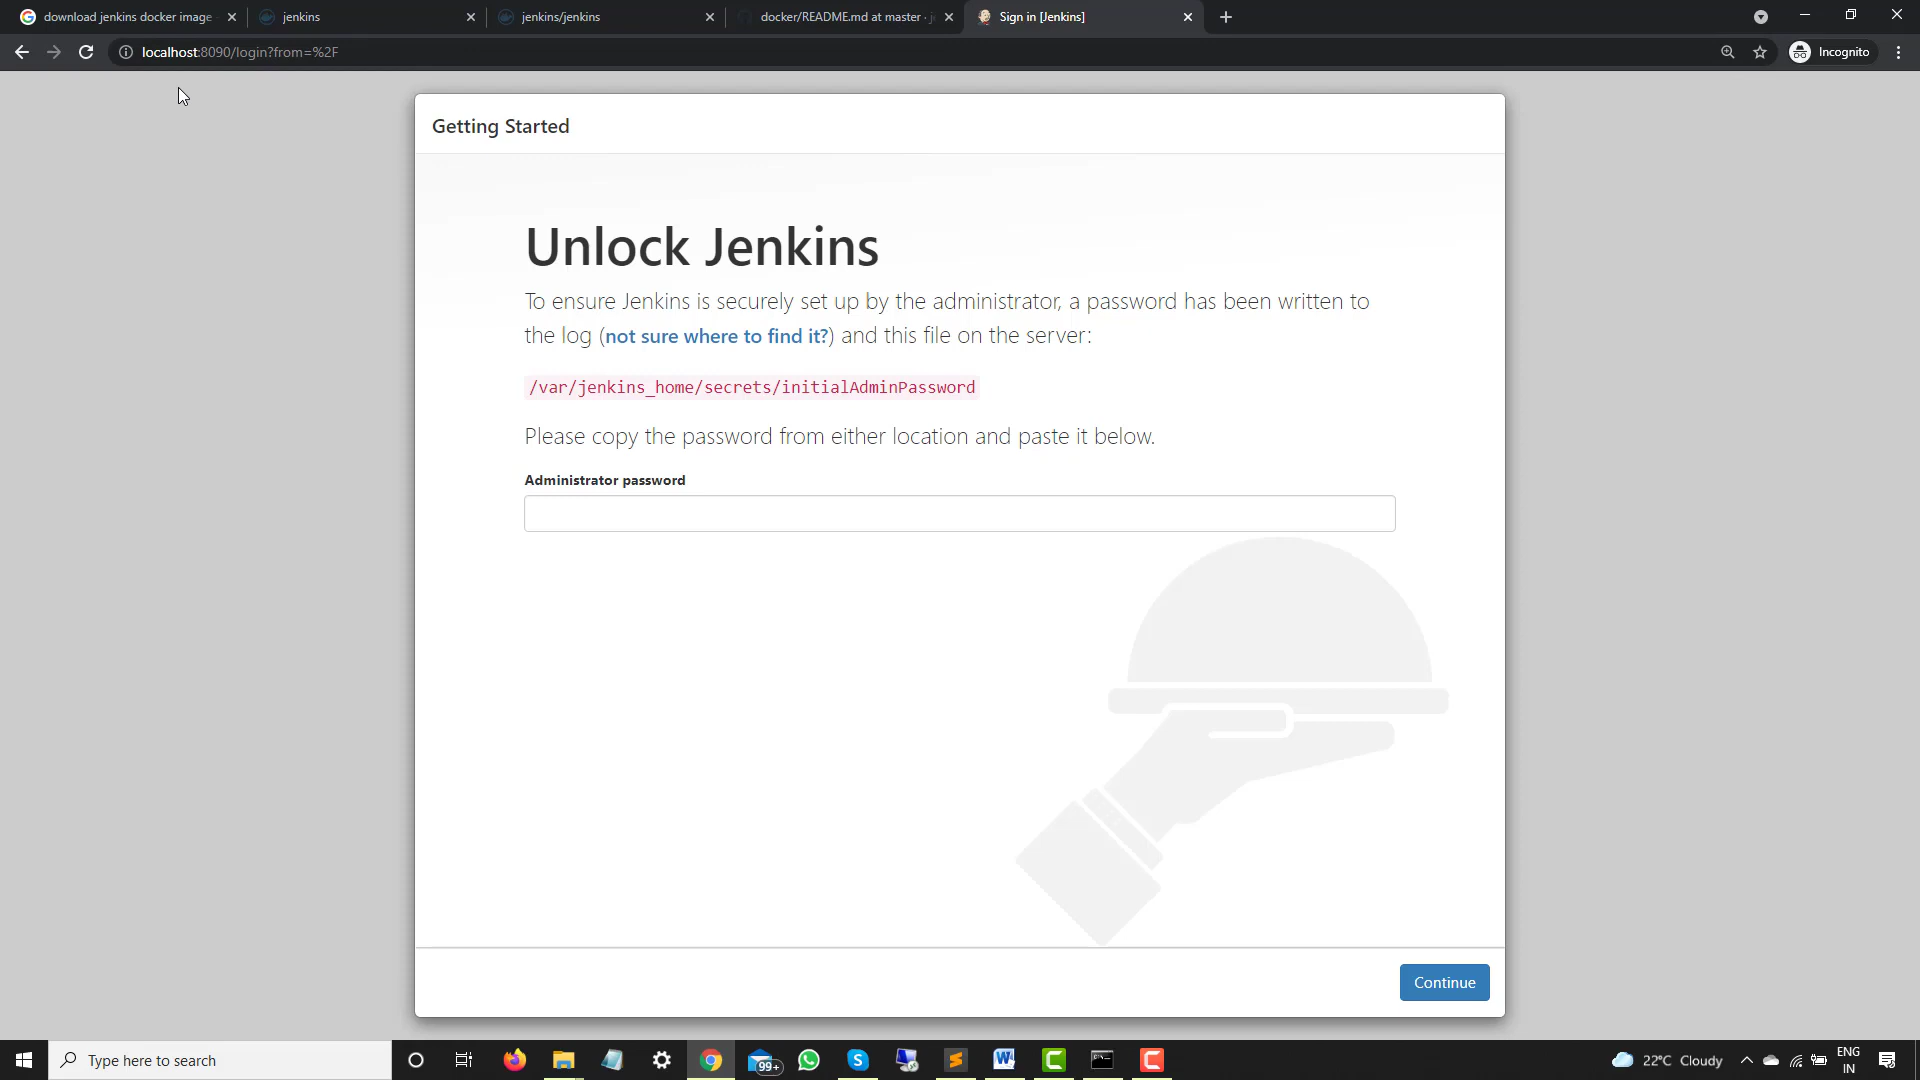 download jenkins docker image
jenkins
jenkins/jenkins
docker/README.md at master · j
Sign in [Jenkins]
localhost:8090/login?from=%2F
Incognito
Getting Started
Unlock Jenkins
To ensure Jenkins is securely set up by the administrator, a password has been written to
the log (not sure where to find it?) and this file on the server:
/var/jenkins_home/secrets/initialAdminPassword
Please copy the password from either location and paste it below.
Administrator password
Continue
Type here to search
99+
22°C Cloudy
ENG
IN